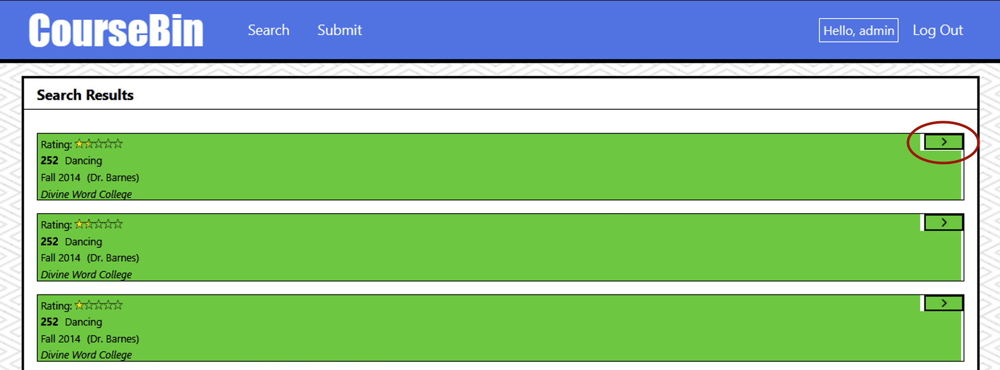 CourseBin Search Submit Hello, admin Log Out
Search Results
Rating:
252 Dancing
Fall 2014 (Dr. Barnes)
Divine Word College
Rating:
252 Dancing
Fall 2014 (Dr. Barnes)
Divine Word College
Rating:
252 Dancing
Fall 2014 (Dr. Barnes)
Divine Word College